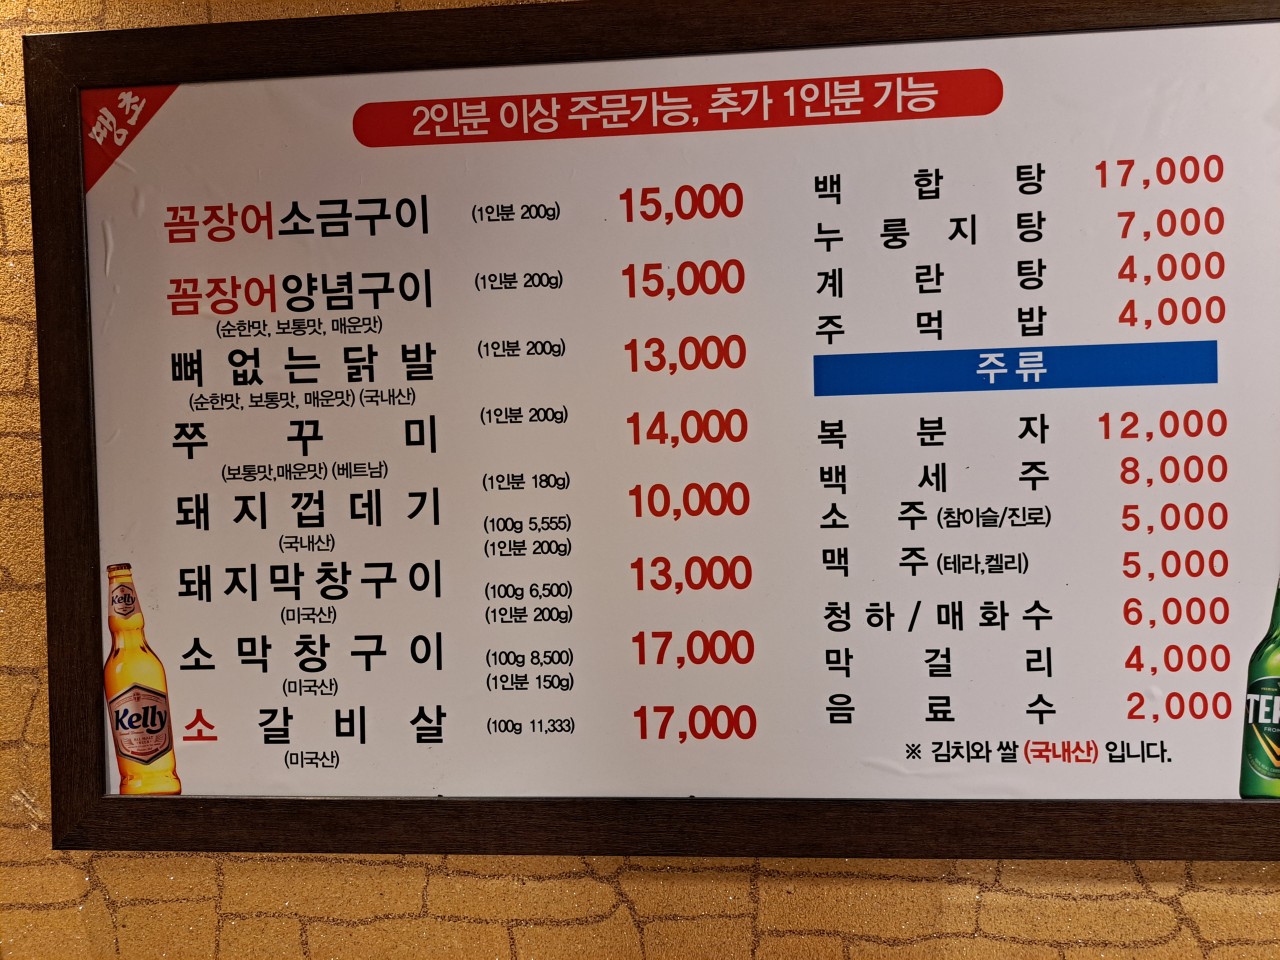 땡초
2인분 이상 주문가능, 추가 1인분 가능
꼼장어소금구이 (1인분 200g) 15,000
꼼장어양념구이 (1인분 200g) 15,000
(순한맛, 보통맛, 매운맛)
뼈없는닭발 (1인분 200g) 13,000
(순한맛, 보통맛, 매운맛) (국내산)
쭈꾸미 (1인분 200g) 14,000
(보통맛,매운맛) (베트남)
돼지껍데기 (1인분 180g) 10,000
(100g 5,555)
(국내산)
돼지막창구이 (1인분 200g) 13,000
(100g 6,500)
(미국산)
소막창구이 (1인분 200g) 17,000
(100g 8,500)
(미국산)
소갈비살 (1인분 150g) 17,000
(100g 11,333)
(미국산)
백합탕 17,000
누룽지탕 7,000
계란탕 4,000
주먹밥 4,000
주류
복분자 12,000
백세주 8,000
소주 (참이슬/진로) 5,000
맥주 (테라,켈리) 5,000
청하/매화수 6,000
막걸리 4,000
음료수 2,000
※ 김치와 쌀 (국내산) 입니다.
Kelly
Kelly
TER